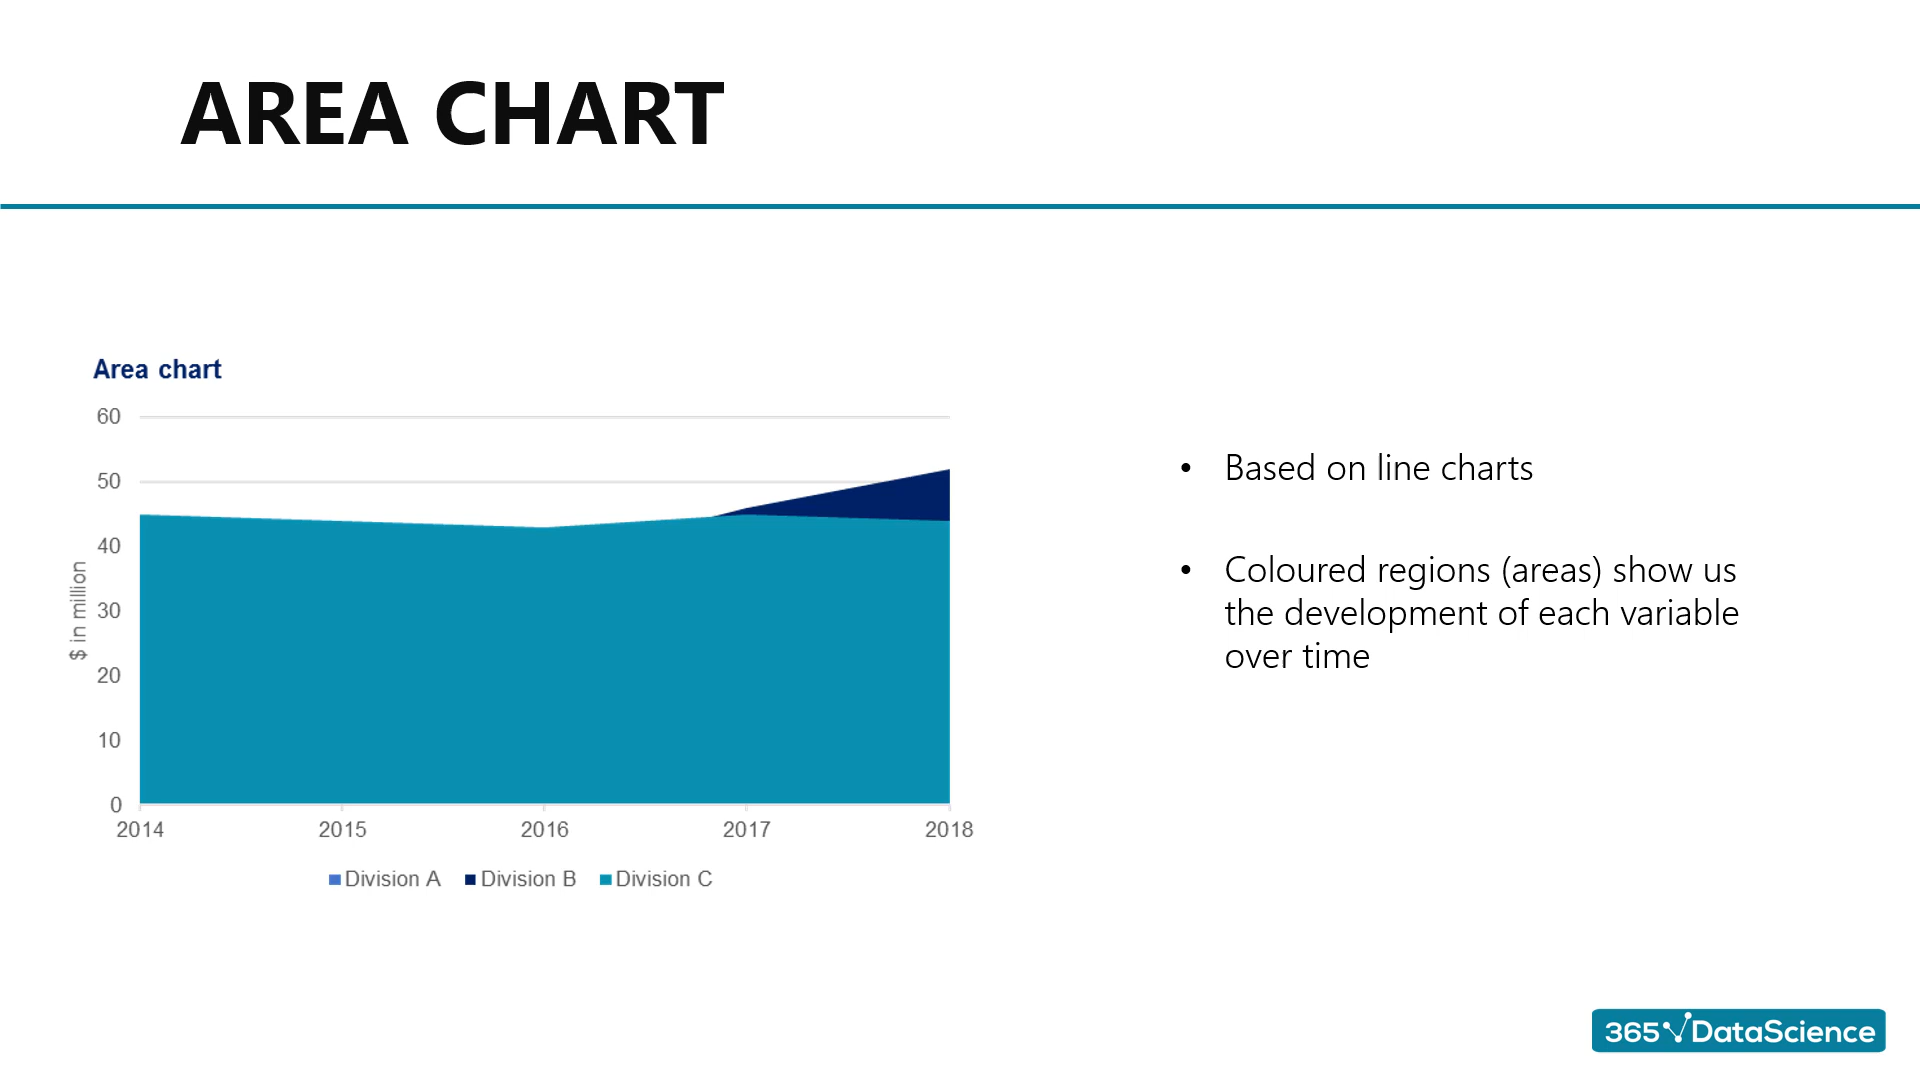 AREA CHART
Area chart
60
50
40
30
20
10
0
$ in million
2014 2015 2016 2017 2018
Division A Division B Division C
• Based on line charts
• Coloured regions (areas) show us
the development of each variable
over time
365 DataScience